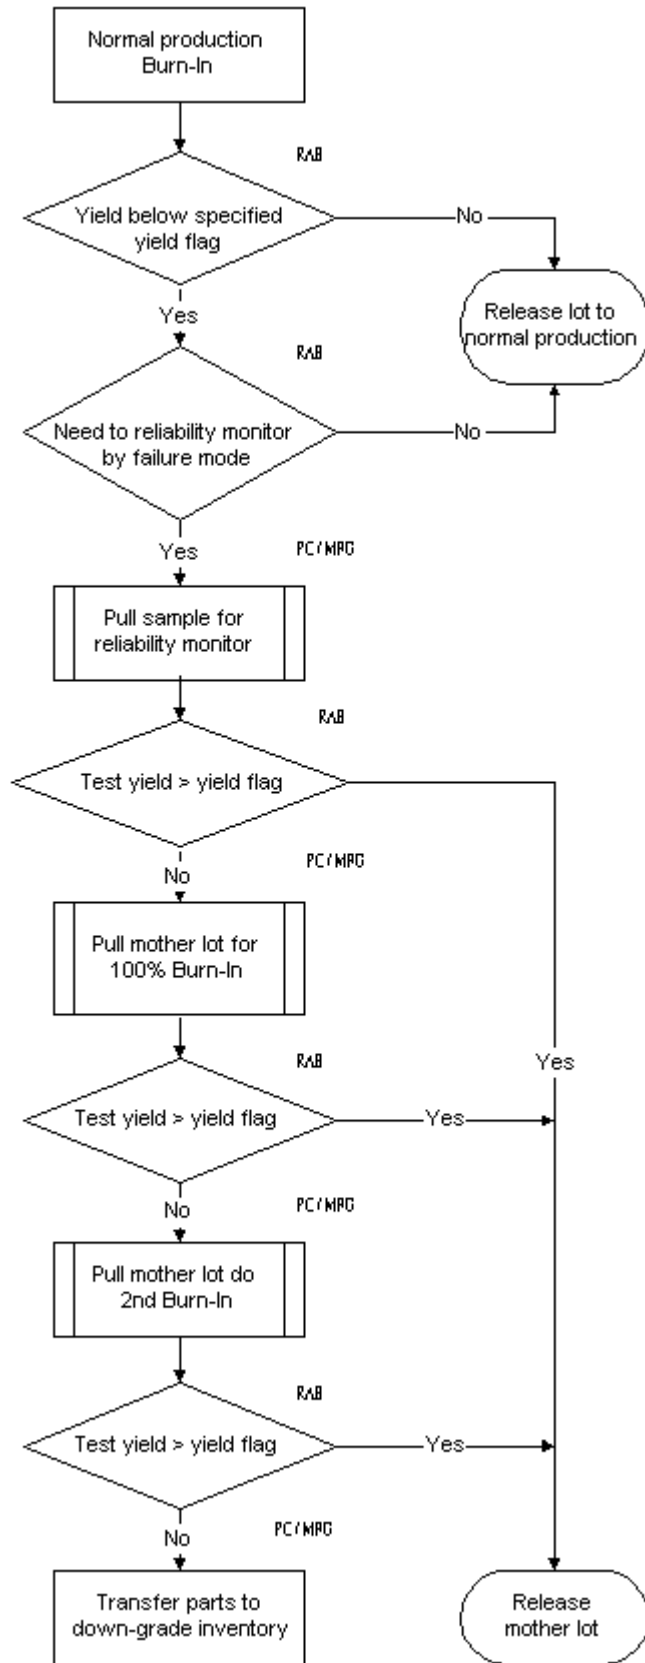 Normal production
Burn-In
RAB
Yield below specified
yield flag
No
Release lot to
normal production
Yes
RAB
Need to reliability monitor
by failure mode
No
Yes
PC/MPG
Pull sample for
reliability monitor
RAB
Test yield > yield flag
PC/MPG
No
Pull mother lot for
100% Burn-In
RAB
Yes
Test yield > yield flag
Yes
PC/MPG
No
Pull mother lot do
2nd Burn-In
RAB
Test yield > yield flag
Yes
PC/MPG
No
Transfer parts to
down-grade inventory
Release
mother lot